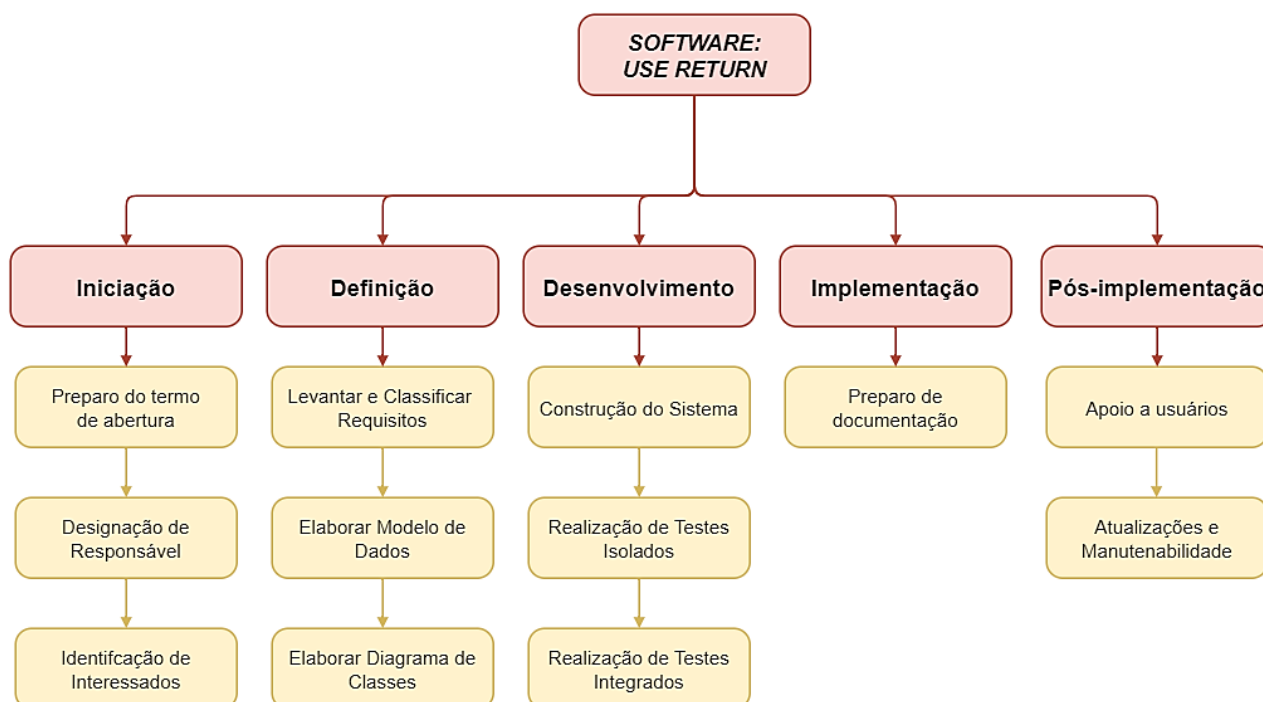 SOFTWARE:
USE RETURN
Iniciação
Definição
Desenvolvimento
Implementação
Pós-implementação
Preparo do termo
de abertura
Levantar e Classificar
Requisitos
Construção do Sistema
Preparo de
documentação
Apoio a usuários
Designação de
Responsável
Elaborar Modelo de
Dados
Realização de Testes
Isolados
Atualizações e
Manutenabilidade
Identifcação de
Interessados
Elaborar Diagrama de
Classes
Realização de Testes
Integrados